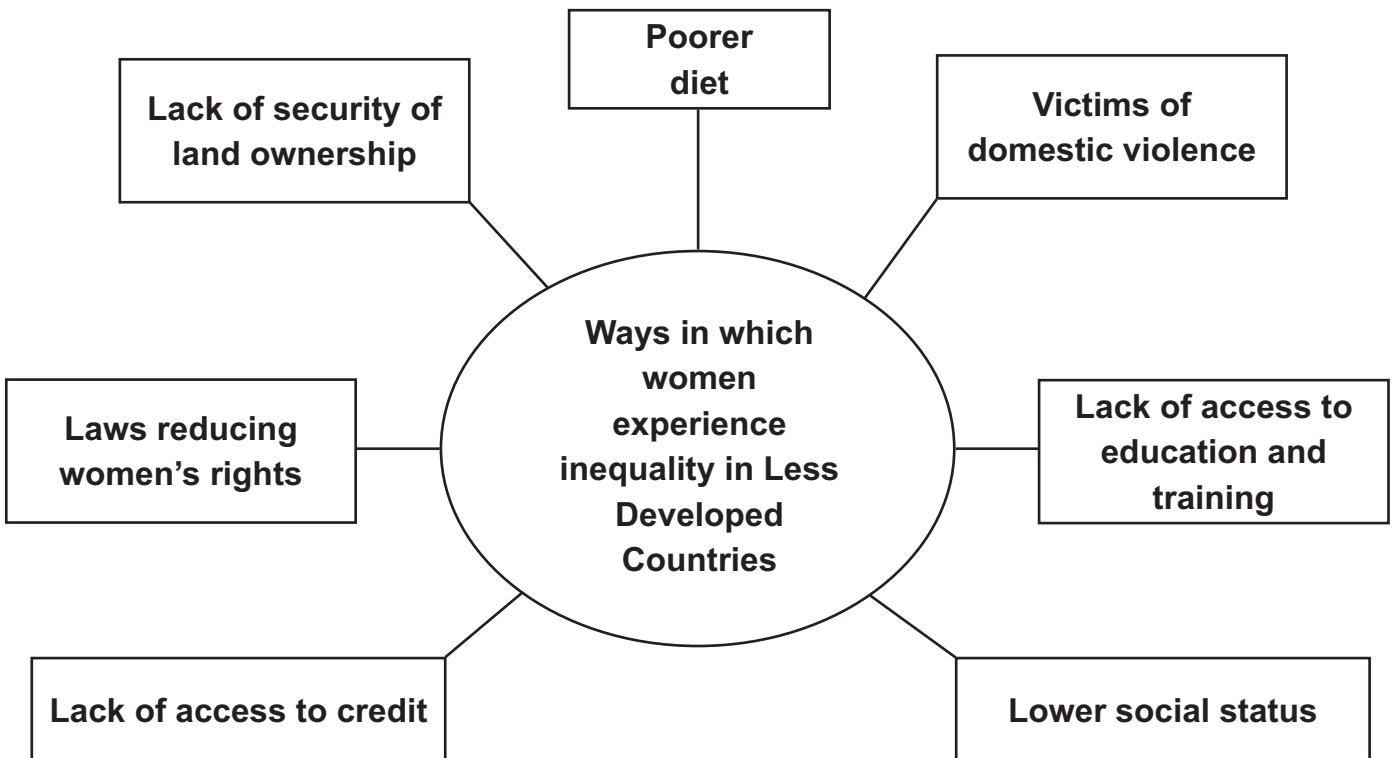 Poorer
diet
Lack of security of
land ownership
Victims of
domestic violence
Ways in which
women
experience
inequality in Less
Developed
Countries
Laws reducing
women’s rights
Lack of access to
education and
training
Lack of access to credit
Lower social status